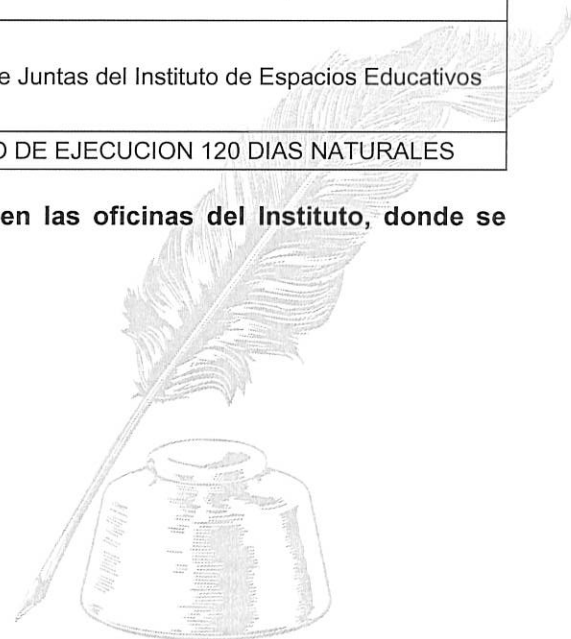 e Juntas del Instituto de Espacios Educativos
O DE EJECUCION 120 DIAS NATURALES
en las oficinas del Instituto, donde se